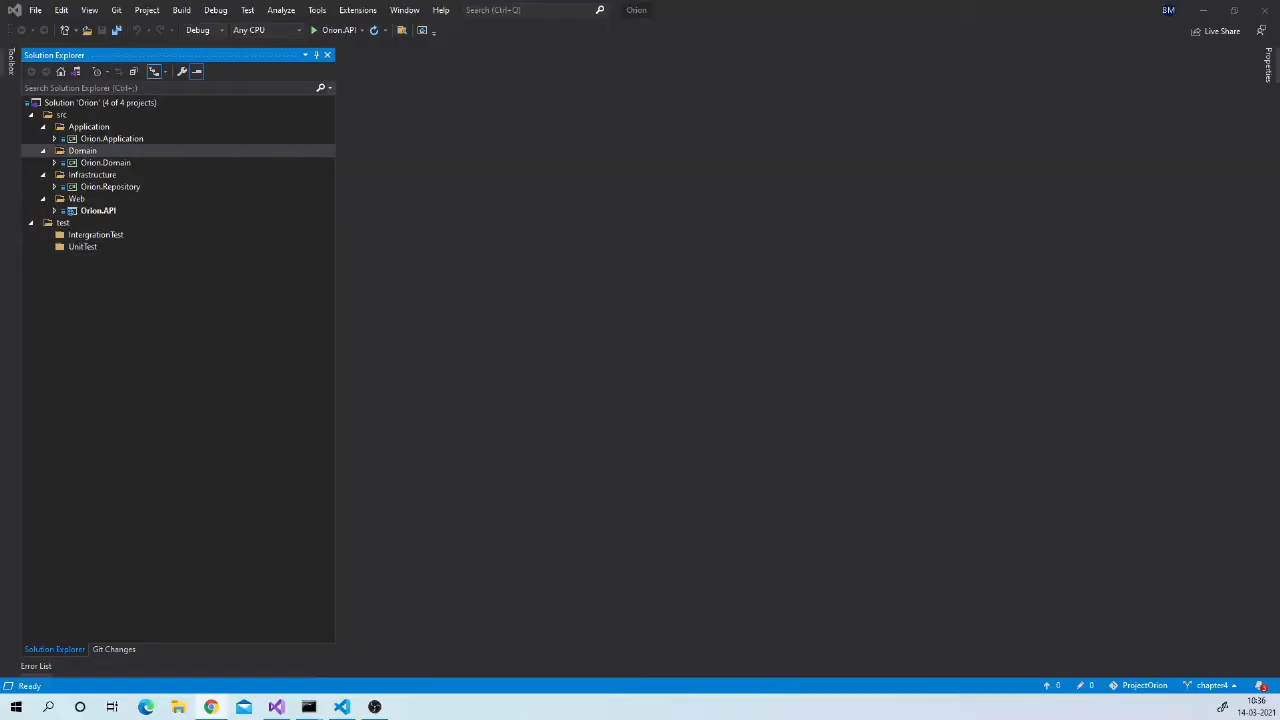 File Edit View Git Project Build Debug Test Analyze Tools Extensions Window Help Search (Ctrl+Q) Orion BM
Debug Any CPU Orion.API Live Share
Toolbox
Solution Explorer
Properties
Search Solution Explorer (Ctrl+;)
Solution 'Orion' (4 of 4 projects)
src
Application
C# Orion.Application
Domain
C# Orion.Domain
Infrastructure
C# Orion.Repository
Web
Orion.API
test
IntergrationTest
UnitTest
Solution Explorer Git Changes
Error List
Ready 0 0 ProjectOrion chapter4
10:36
14-03-2021